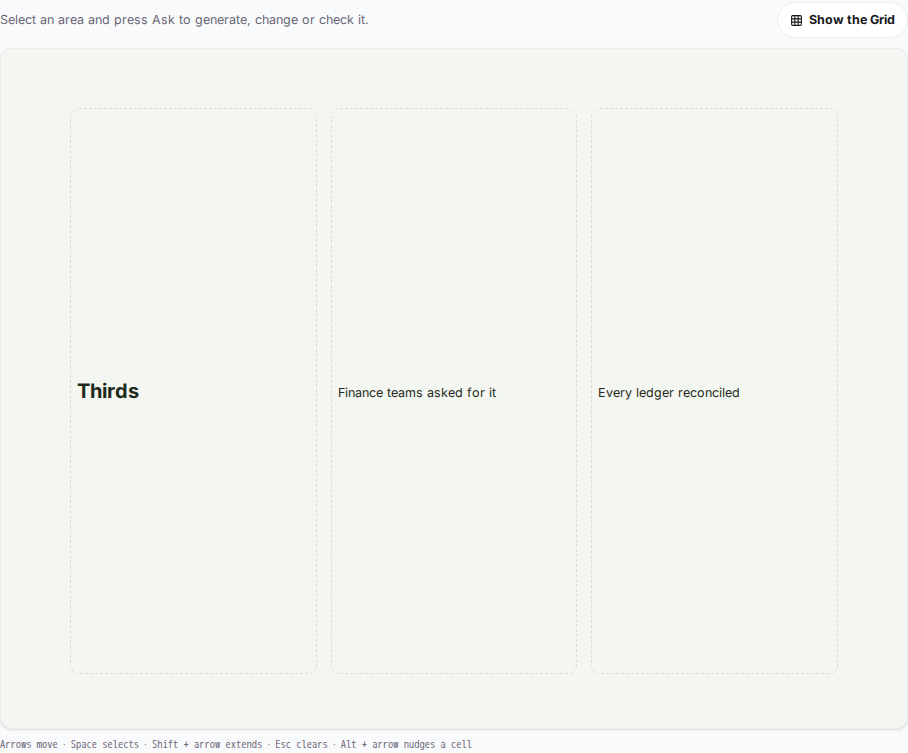 Select an area and press Ask to generate, change or check it.
Show the Grid
Thirds
Finance teams asked for it
Every ledger reconciled
Arrows move · Space selects · Shift + arrow extends · Esc clears · Alt + arrow nudges a cell